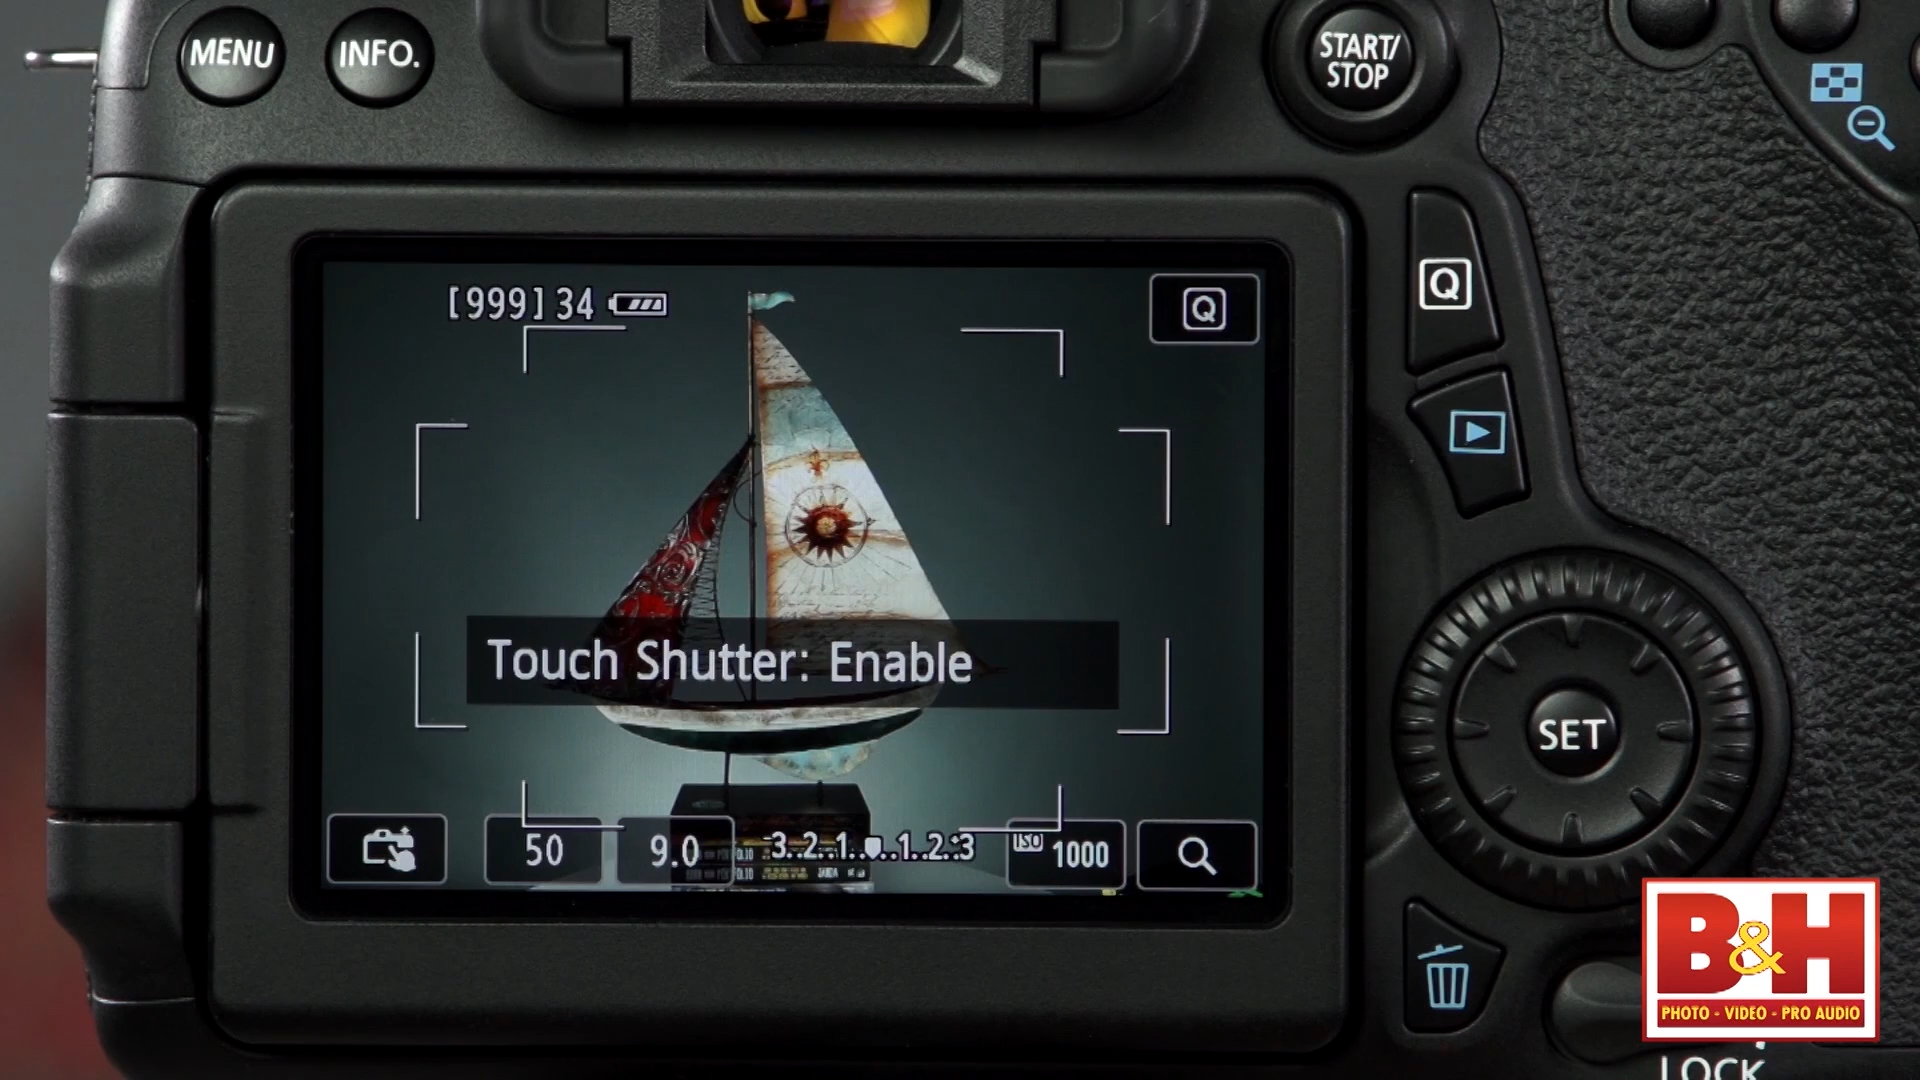 MENU
INFO.
START/
STOP
[999] 34
Q
Q
Touch Shutter: Enable
SET
50
9.0
-3..2..1..0..1..2..+3
ISO 1000
B&H
PHOTO - VIDEO - PRO AUDIO
LOCK